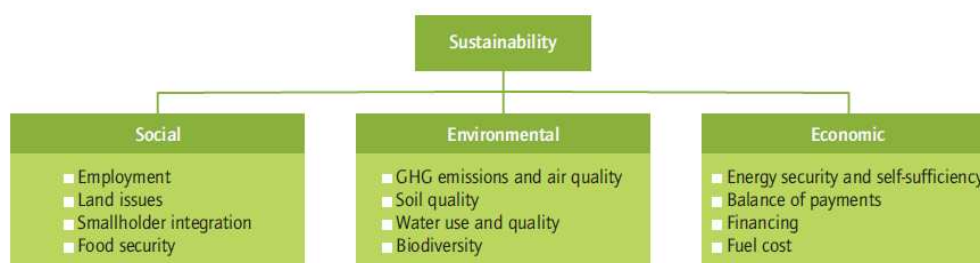 Sustainability
Social
Employment
Land issues
Smallholder integration
Food security
Environmental
GHG emissions and air quality
Soil quality
Water use and quality
Biodiversity
Economic
Energy security and self-sufficiency
Balance of payments
Financing
Fuel cost